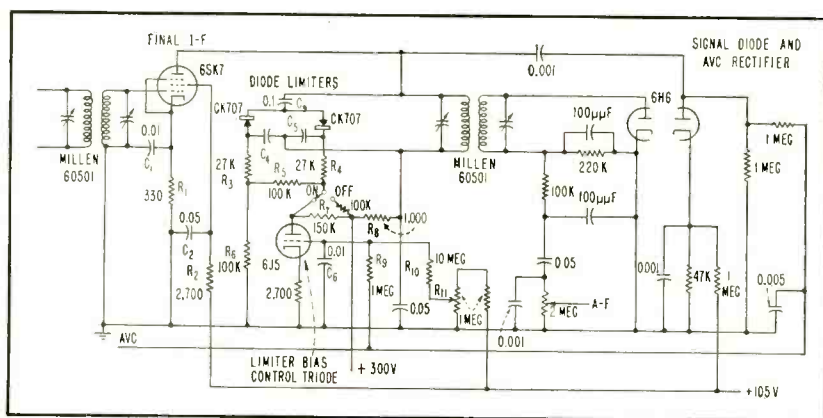 FINAL I-F
6SK7
DIODE LIMITERS
0.001
SIGNAL DIODE AND
AVC RECTIFIER
6H6
0.1
C9
CK707
CK707
C4
C5
100μμF
220K
1 MEG
1 MEG
0.01
C1
MILLEN
60501
MILLEN
60501
27K
R3
R5
100K
27K
R4
ON
OFF
100K
R7
150K
R8
1,000
100K
100μμF
330
R1
0.05
C2
R2
2,700
R6
100K
6J5
0.01
C6
2,700
R9
1 MEG
R10
10 MEG
R11
1 MEG
0.05
0.05
0.001
A-F
2 MEG
0.001
47K
1
MEG
0.005
AVC
LIMITER BIAS
CONTROL TRIODE
+300V
+105V